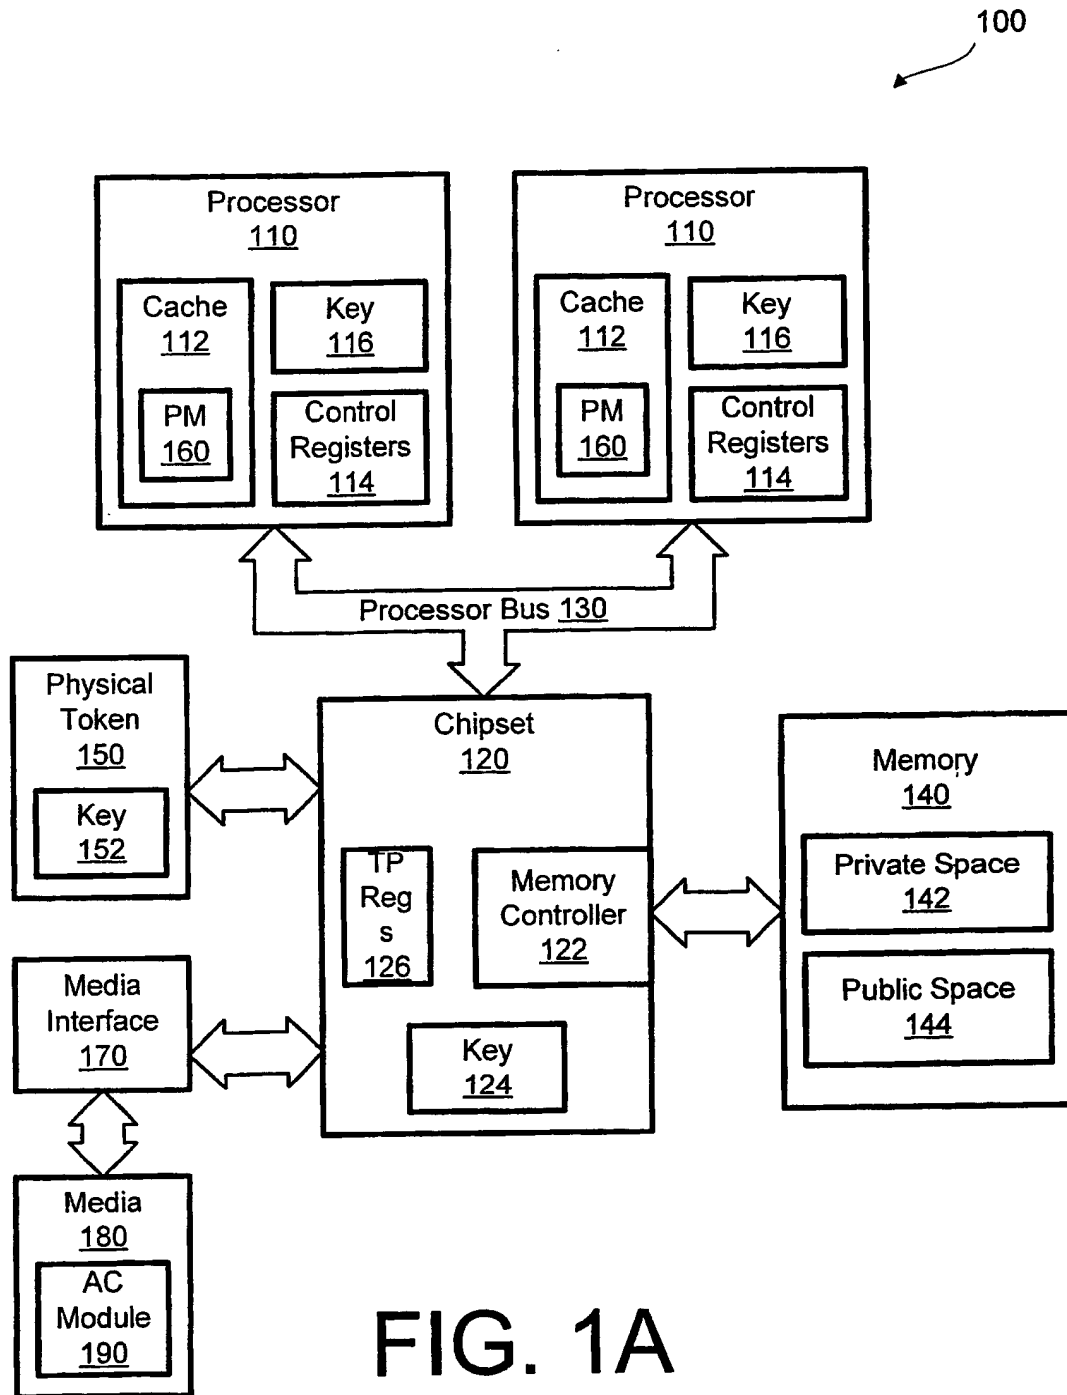 100
Processor
110
Cache
112
PM
160
Key
116
Control
Registers
114
Processor
110
Cache
112
PM
160
Key
116
Control
Registers
114
Processor Bus 130
Physical
Token
150
Key
152
Chipset
120
TP
Reg
s
126
Memory
Controller
122
Key
124
Memory
140
Private Space
142
Public Space
144
Media
Interface
170
Media
180
AC
Module
190
FIG. 1A